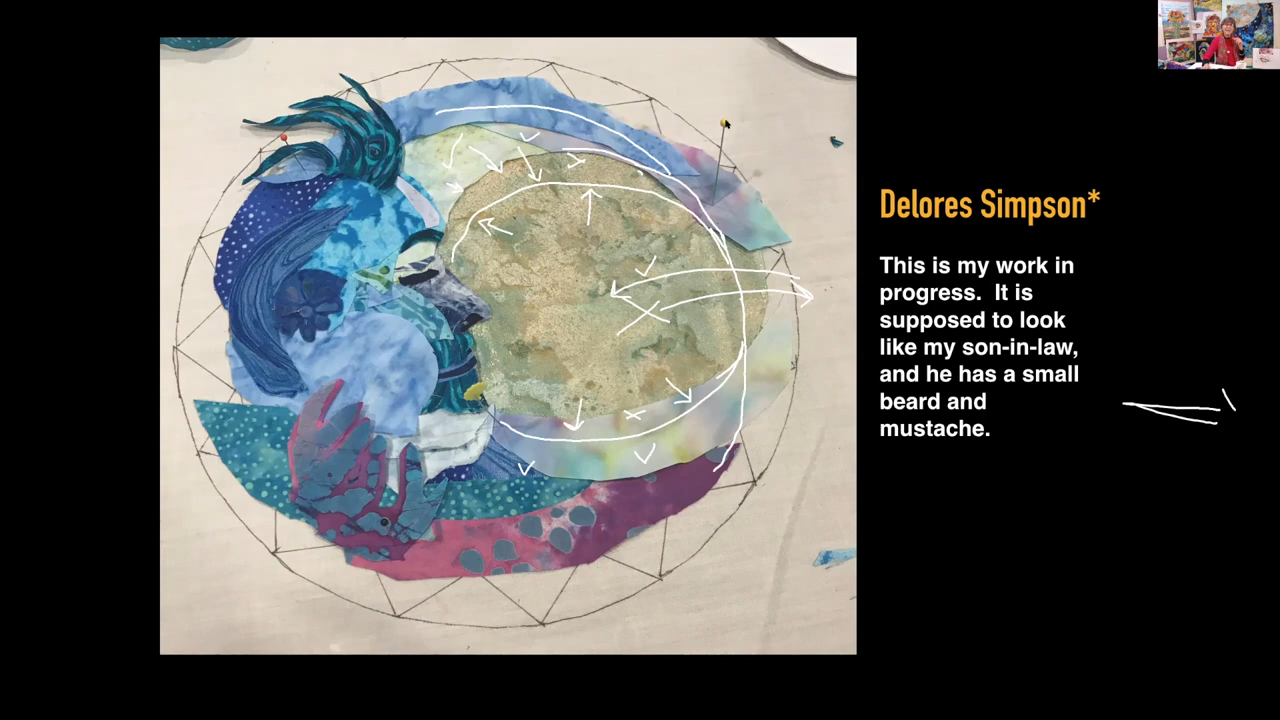 Delores Simpson*
This is my work in
progress. It is
supposed to look
like my son-in-law,
and he has a small
beard and
mustache.